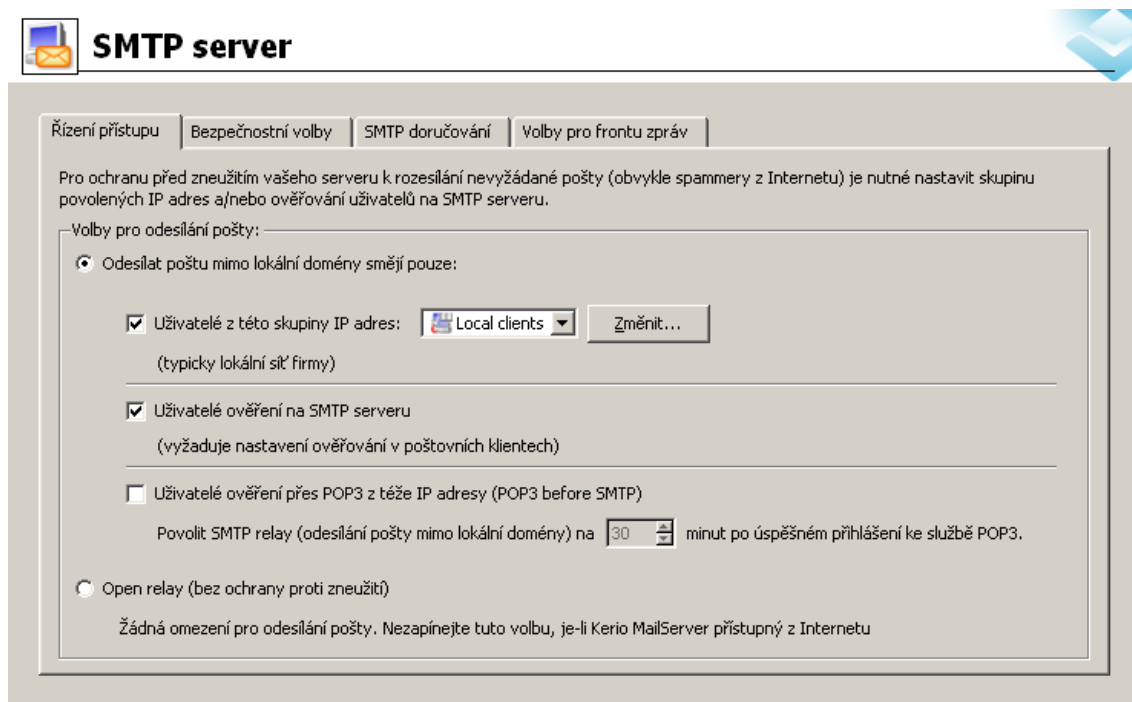 SMTP server
Řízení přístupu
Bezpečnostní volby
SMTP doručování
Volby pro frontu zpráv
Pro ochranu před zneužitím vašeho serveru k rozesílání nevyžádané pošty (obvykle spammery z Internetu) je nutné nastavit skupinu
povolených IP adres a/nebo ověřování uživatelů na SMTP serveru.
Volby pro odesílání pošty:
Odesílat poštu mimo lokální domény smějí pouze:
Uživatelé z této skupiny IP adres: Local clients Změnit...
(typicky lokální síť firmy)
Uživatelé ověření na SMTP serveru
(vyžaduje nastavení ověřování v poštovních klientech)
Uživatelé ověření přes POP3 z téže IP adresy (POP3 before SMTP)
Povolit SMTP relay (odesílání pošty mimo lokální domény) na 30 minut po úspěšném přihlášení ke službě POP3.
Open relay (bez ochrany proti zneužití)
Žádná omezení pro odesílání pošty. Nezapínejte tuto volbu, je-li Kerio MailServer přístupný z Internetu